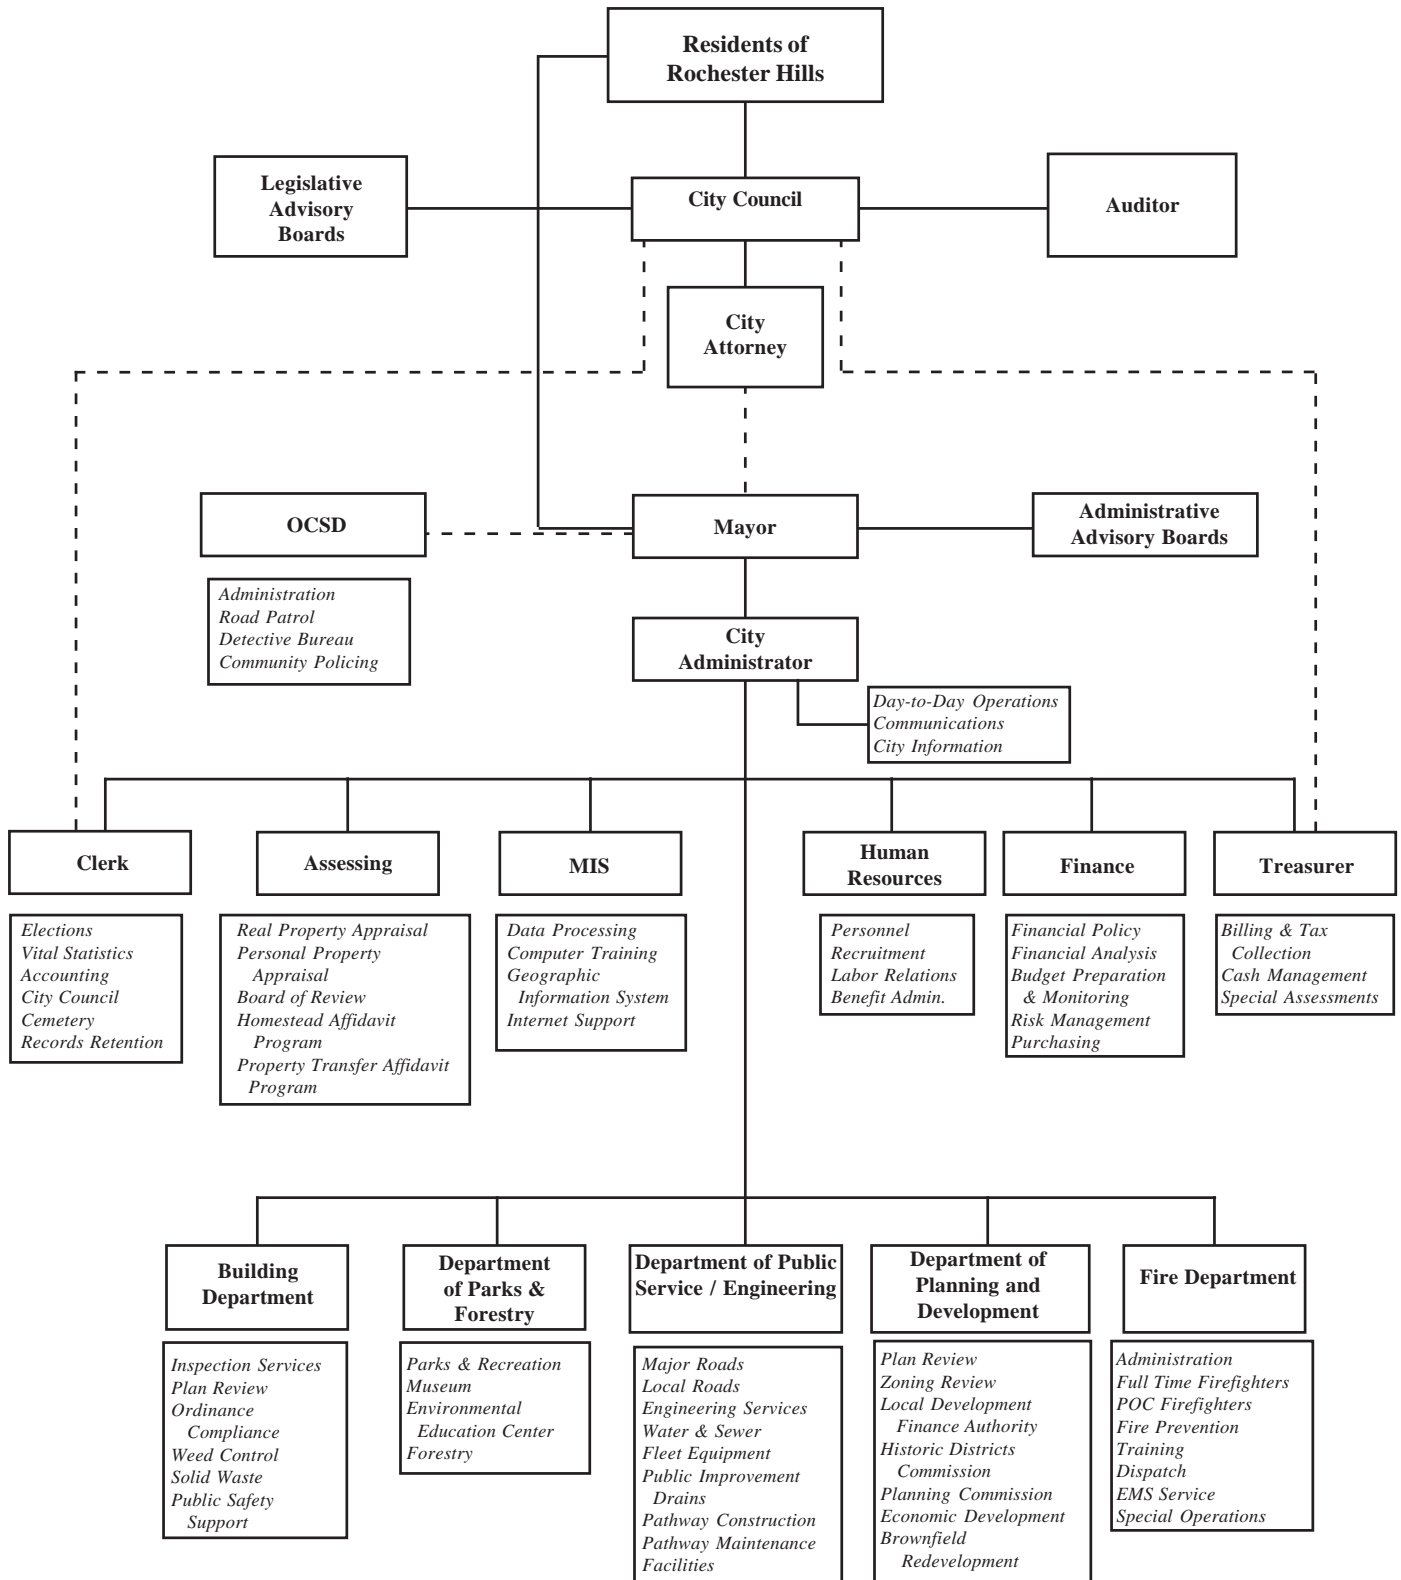 Residents of
Rochester Hills
Legislative
Advisory
Boards
City Council
Auditor
City
Attorney
OCSD
Mayor
Administrative
Advisory Boards
Administration
Road Patrol
Detective Bureau
Community Policing
City
Administrator
Day-to-Day Operations
Communications
City Information
Clerk
Assessing
MIS
Human
Resources
Finance
Treasurer
Elections
Vital Statistics
Accounting
City Council
Cemetery
Records Retention
Real Property Appraisal
Personal Property
Appraisal
Board of Review
Homestead Affidavit
Program
Property Transfer Affidavit
Program
Data Processing
Computer Training
Geographic
Information System
Internet Support
Personnel
Recruitment
Labor Relations
Benefit Admin.
Financial Policy
Financial Analysis
Budget Preparation
& Monitoring
Risk Management
Purchasing
Billing & Tax
Collection
Cash Management
Special Assessments
Building
Department
Department
of Parks &
Forestry
Department of Public
Service / Engineering
Department of
Planning and
Development
Fire Department
Inspection Services
Plan Review
Ordinance
Compliance
Weed Control
Solid Waste
Public Safety
Support
Parks & Recreation
Museum
Environmental
Education Center
Forestry
Major Roads
Local Roads
Engineering Services
Water & Sewer
Fleet Equipment
Public Improvement
Drains
Pathway Construction
Pathway Maintenance
Facilities
Plan Review
Zoning Review
Local Development
Finance Authority
Historic Districts
Commission
Planning Commission
Economic Development
Brownfield
Redevelopment
Administration
Full Time Firefighters
POC Firefighters
Fire Prevention
Training
Dispatch
EMS Service
Special Operations